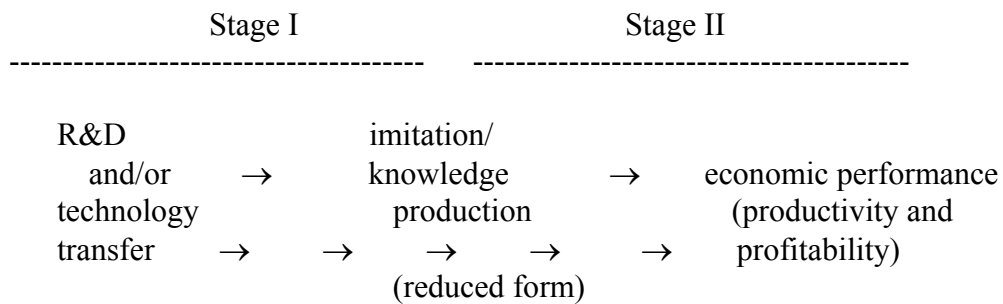 Stage I Stage II
--------------------------------------- -----------------------------------------
R&D imitation/
and/or → knowledge → economic performance
technology production (productivity and
transfer → → → → → profitability)
(reduced form)